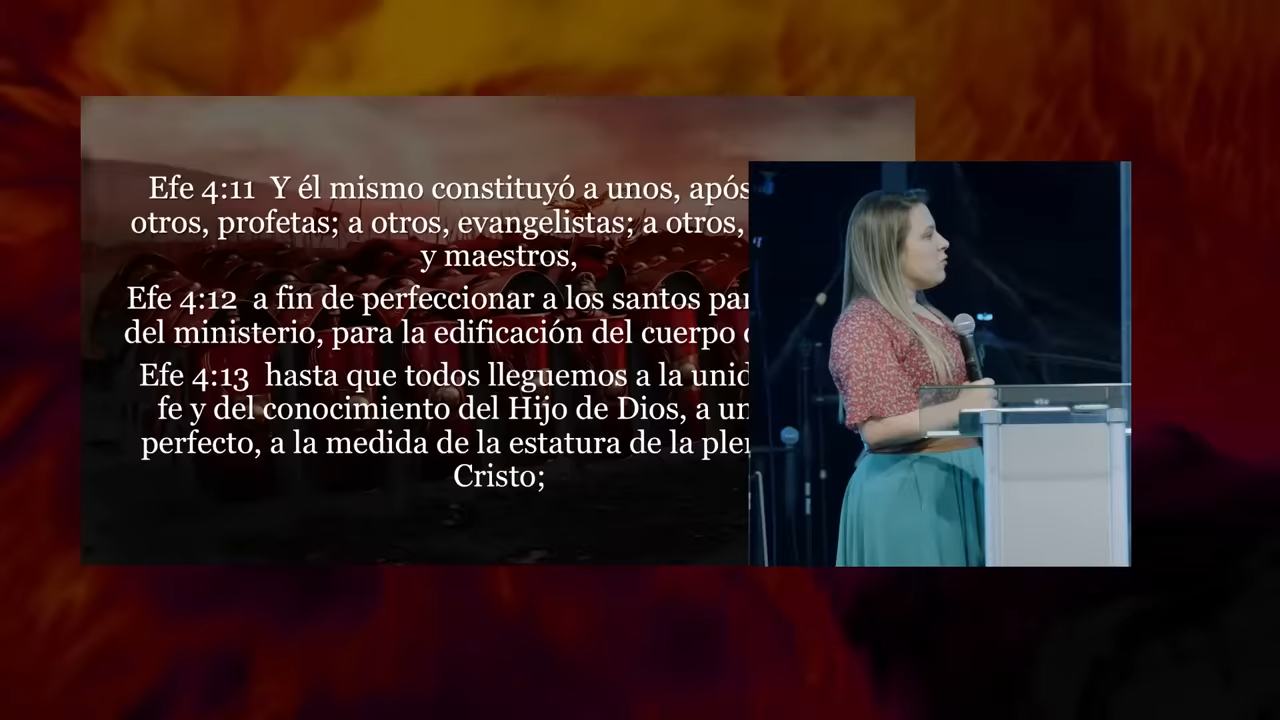 Efe 4:11 Y él mismo constituyó a unos, após
otros, profetas; a otros, evangelistas; a otros,
y maestros,
Efe 4:12 a fin de perfeccionar a los santos par
del ministerio, para la edificación del cuerpo
Efe 4:13 hasta que todos lleguemos a la unid
fe y del conocimiento del Hijo de Dios, a un
perfecto, a la medida de la estatura de la plen
Cristo;